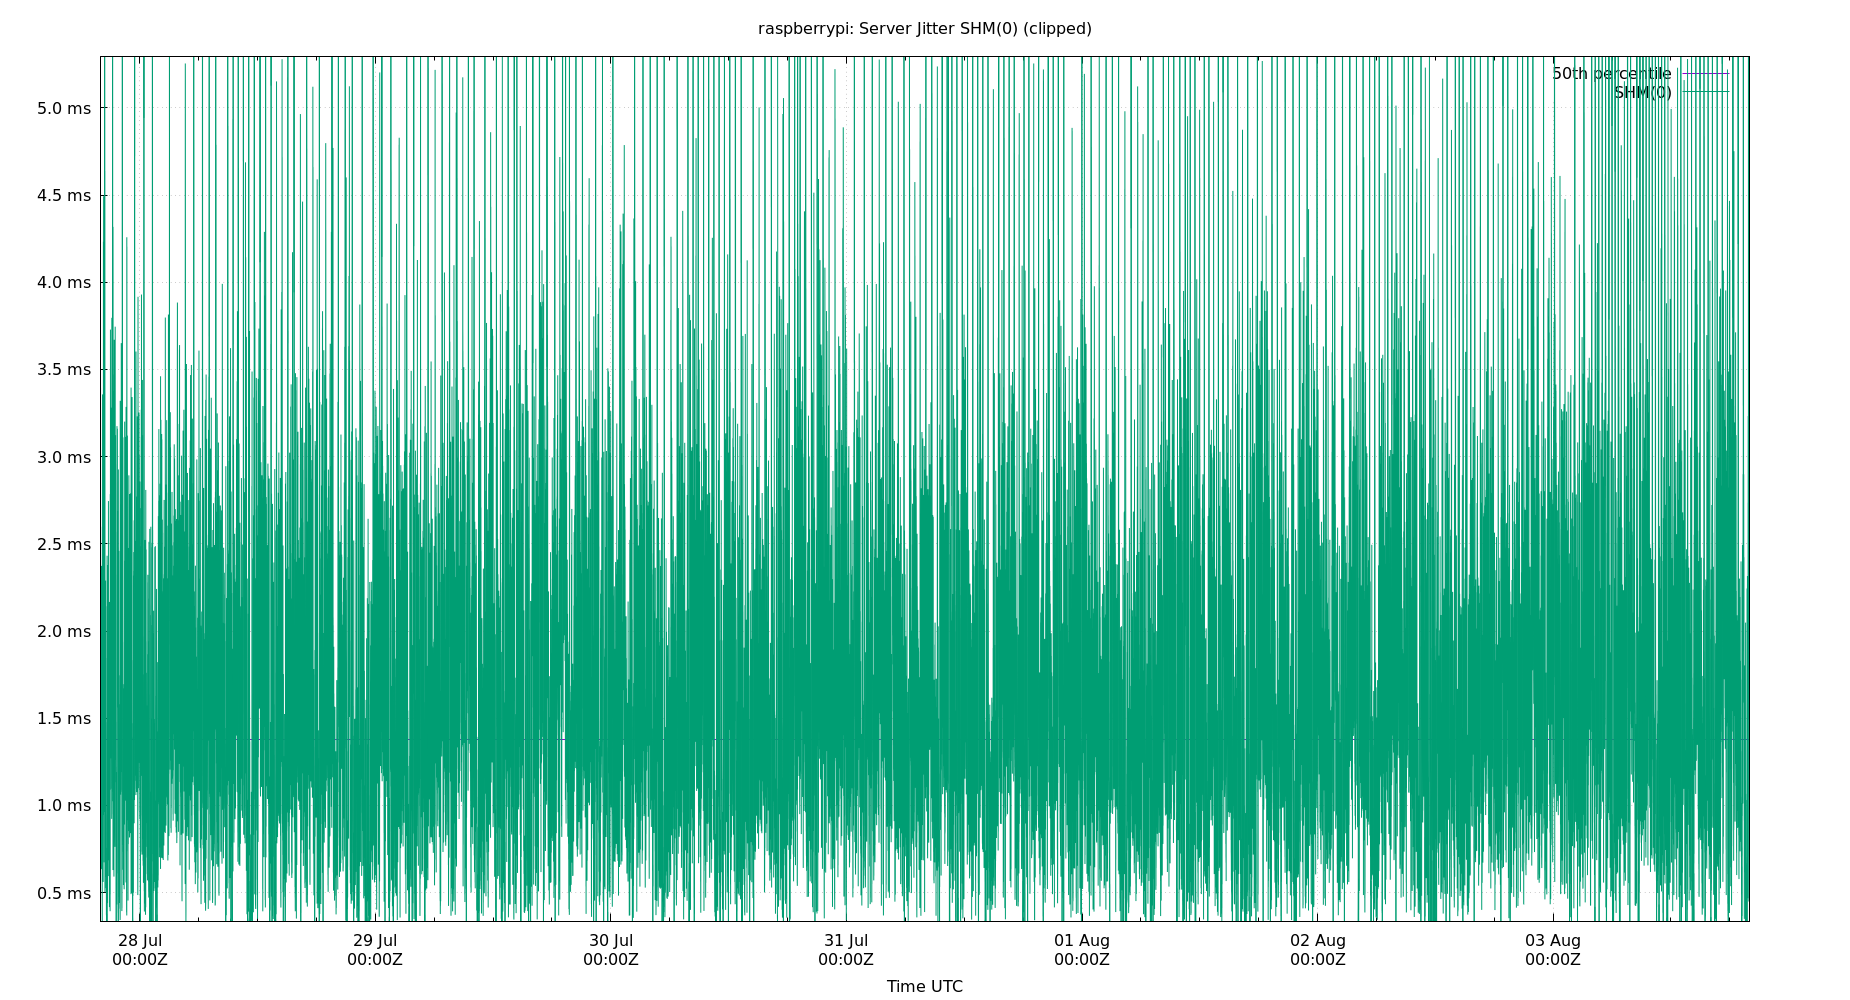 raspberrypi: Server Jitter SHM(0) (clipped)
50th percentile
SHM(0)
5.0 ms
4.5 ms
4.0 ms
3.5 ms
3.0 ms
2.5 ms
2.0 ms
1.5 ms
1.0 ms
0.5 ms
28 Jul 29 Jul 30 Jul 31 Jul 01 Aug 02 Aug 03 Aug
00:00Z 00:00Z 00:00Z 00:00Z 00:00Z 00:00Z 00:00Z
Time UTC